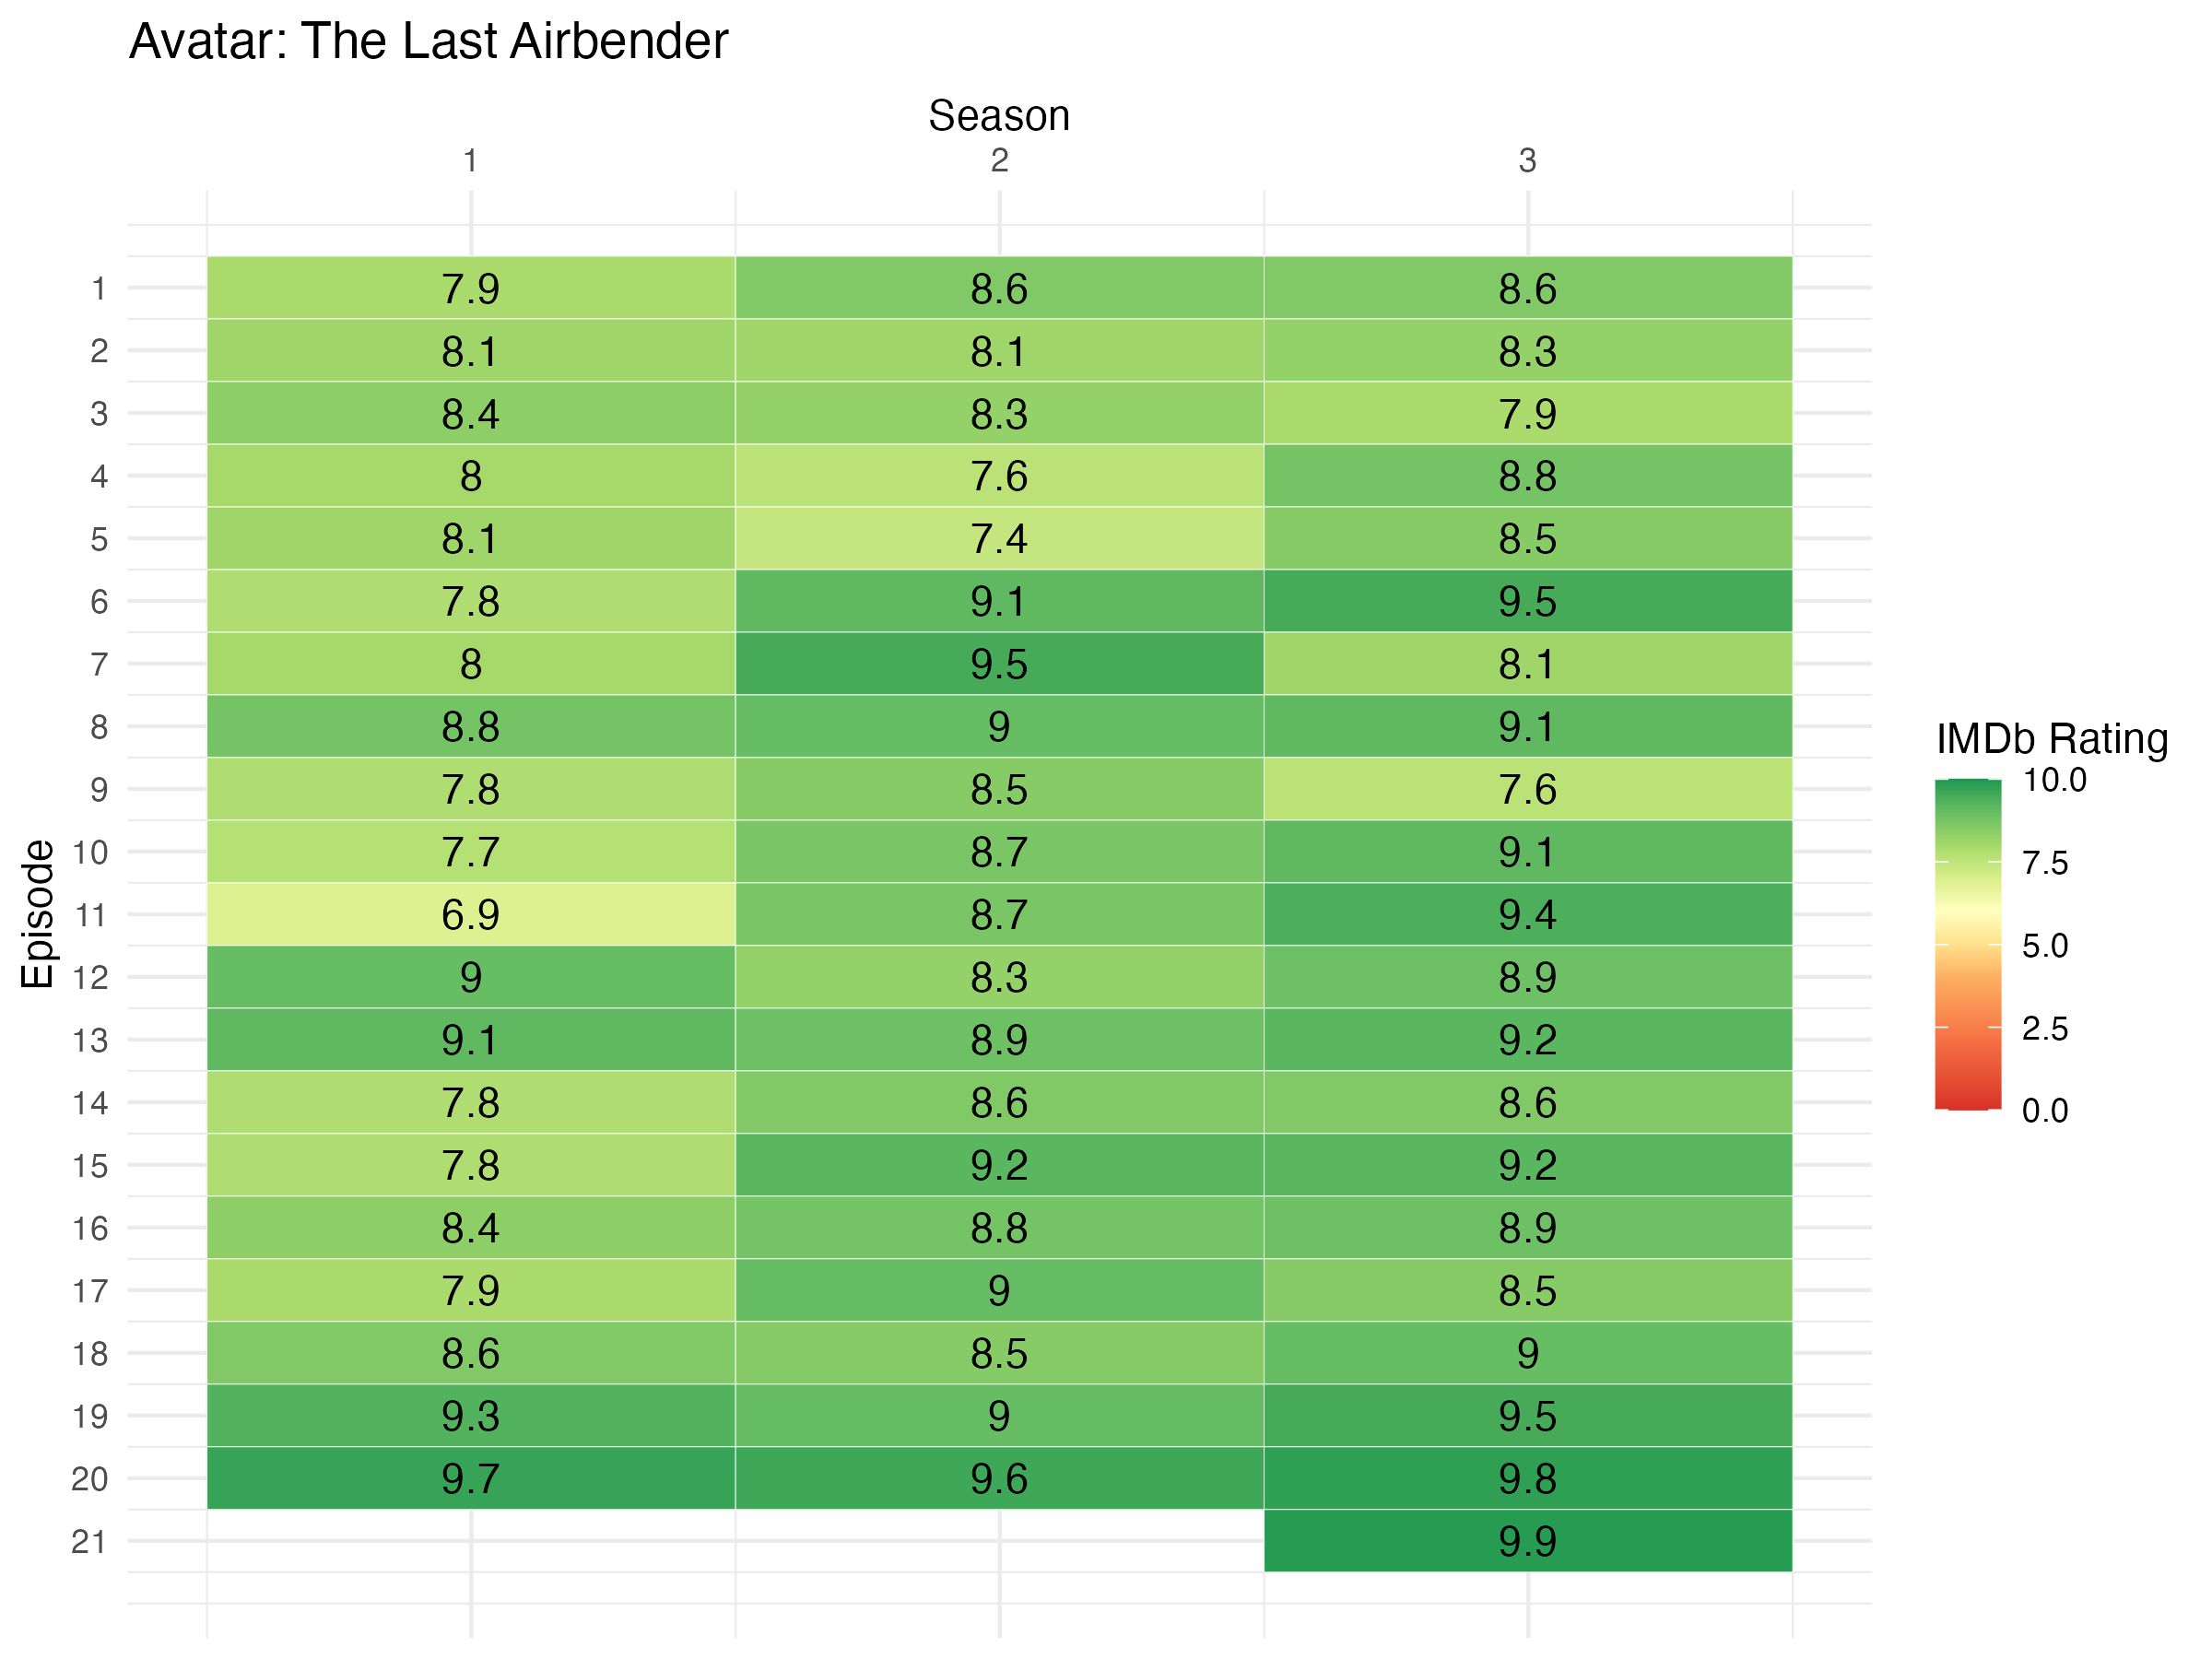 Avatar: The Last Airbender
Season
1 2 3
1 7.9 8.6 8.6
2 8.1 8.1 8.3
3 8.4 8.3 7.9
4 8 7.6 8.8
5 8.1 7.4 8.5
6 7.8 9.1 9.5
7 8 9.5 8.1
8 8.8 9 9.1
9 7.8 8.5 7.6
10 7.7 8.7 9.1
11 6.9 8.7 9.4
12 9 8.3 8.9
13 9.1 8.9 9.2
14 7.8 8.6 8.6
15 7.8 9.2 9.2
16 8.4 8.8 8.9
17 7.9 9 8.5
18 8.6 8.5 9
19 9.3 9 9.5
20 9.7 9.6 9.8
21 9.9
Episode
IMDb Rating
10.0
7.5
5.0
2.5
0.0